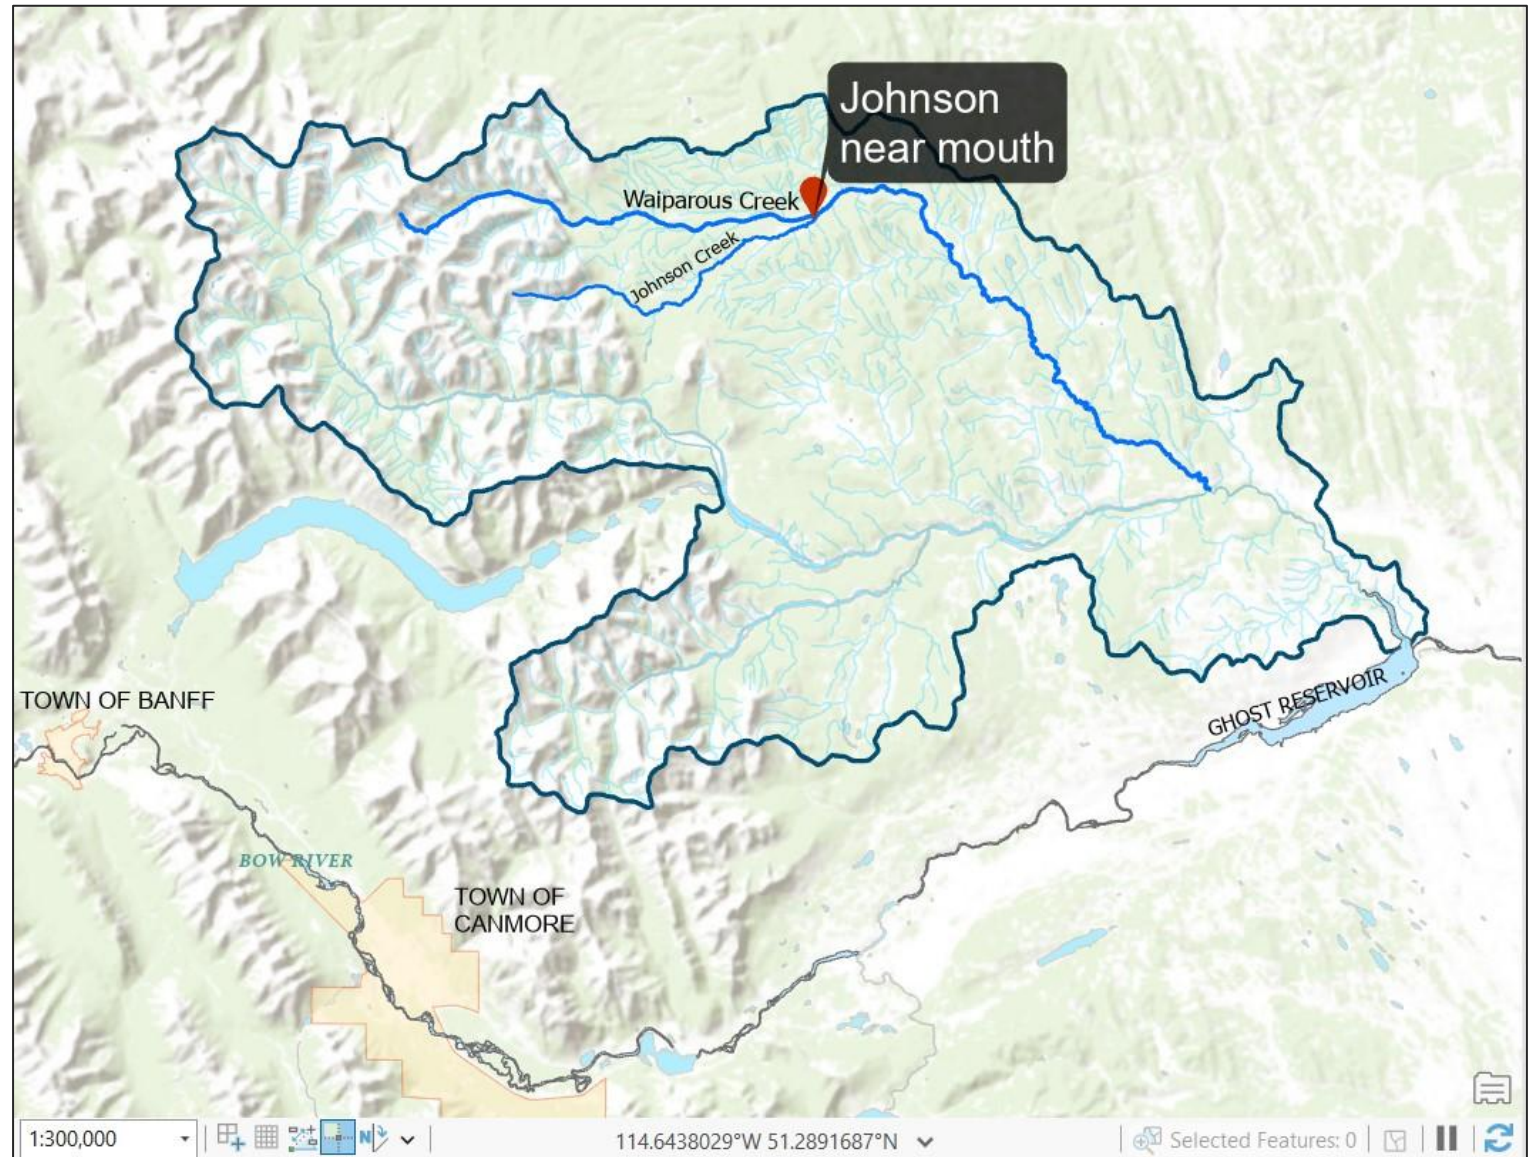 Johnson
near mouth
Waiparous Creek
Johnson Creek
TOWN OF BANFF
GHOST RESERVOIR
BOW RIVER
TOWN OF
CANMORE
1:300,000
N
114.6438029°W 51.2891687°N
Selected Features: 0